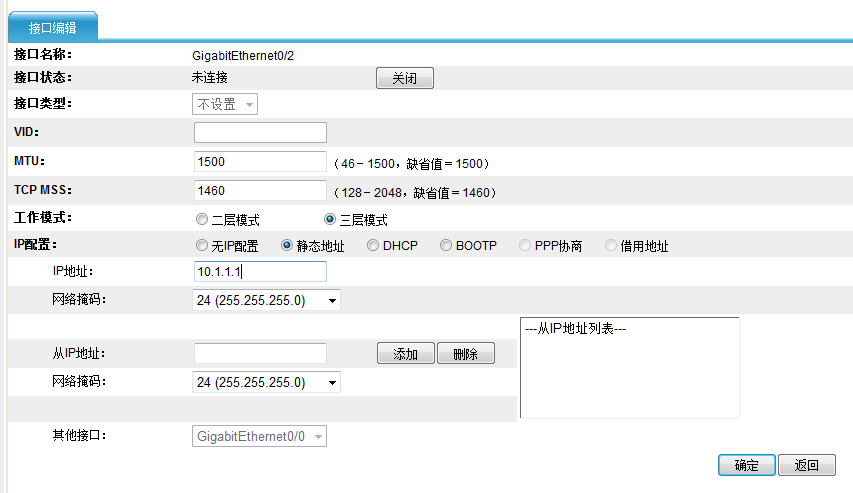 接口编辑
接口名称： GigabitEthernet0/2
接口状态： 未连接 关闭
接口类型： 不设置
VID：
MTU： 1500 （46－1500，缺省值＝1500）
TCP MSS： 1460 （128－2048，缺省值＝1460）
工作模式： 二层模式 三层模式
IP配置： 无IP配置 静态地址 DHCP BOOTP PPP协商 借用地址
IP地址： 10.1.1.1
网络掩码： 24 (255.255.255.0)
---从IP地址列表---
从IP地址： 添加 删除
网络掩码： 24 (255.255.255.0)
其他接口： GigabitEthernet0/0
确定 返回